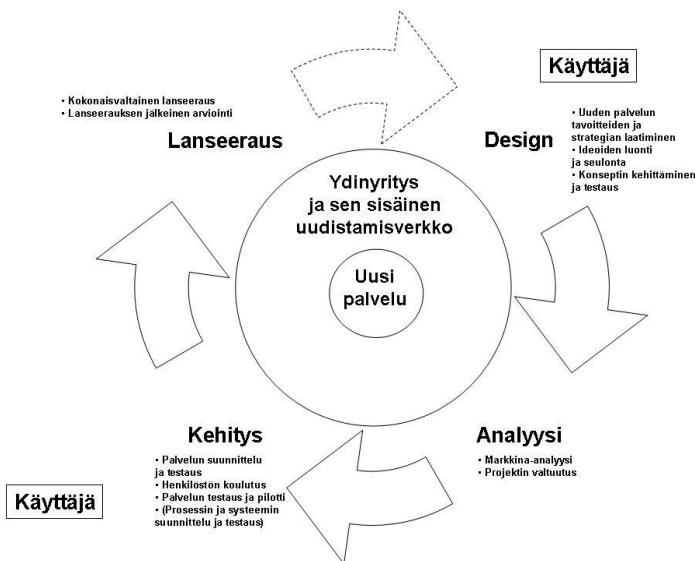 Käyttäjä
• Kokonaisvaltainen lanseeraus
• Lanseerauksen jälkeinen arviointi
Lanseeraus
Design
• Uuden palvelun
tavoitteiden ja
strategian laatiminen
• Ideoiden luonti
ja seulonta
• Konseptin kehittäminen
ja testaus
Ydinyritys
ja sen sisäinen
uudistamisverkko
Uusi
palvelu
Kehitys
• Palvelun suunnittelu
ja testaus
• Henkilöstön koulutus
• Palvelun testaus ja pilotti
• (Prosessin ja systeemin
suunnittelu ja testaus)
Analyysi
• Markkina-analyysi
• Projektin valtuutus
Käyttäjä